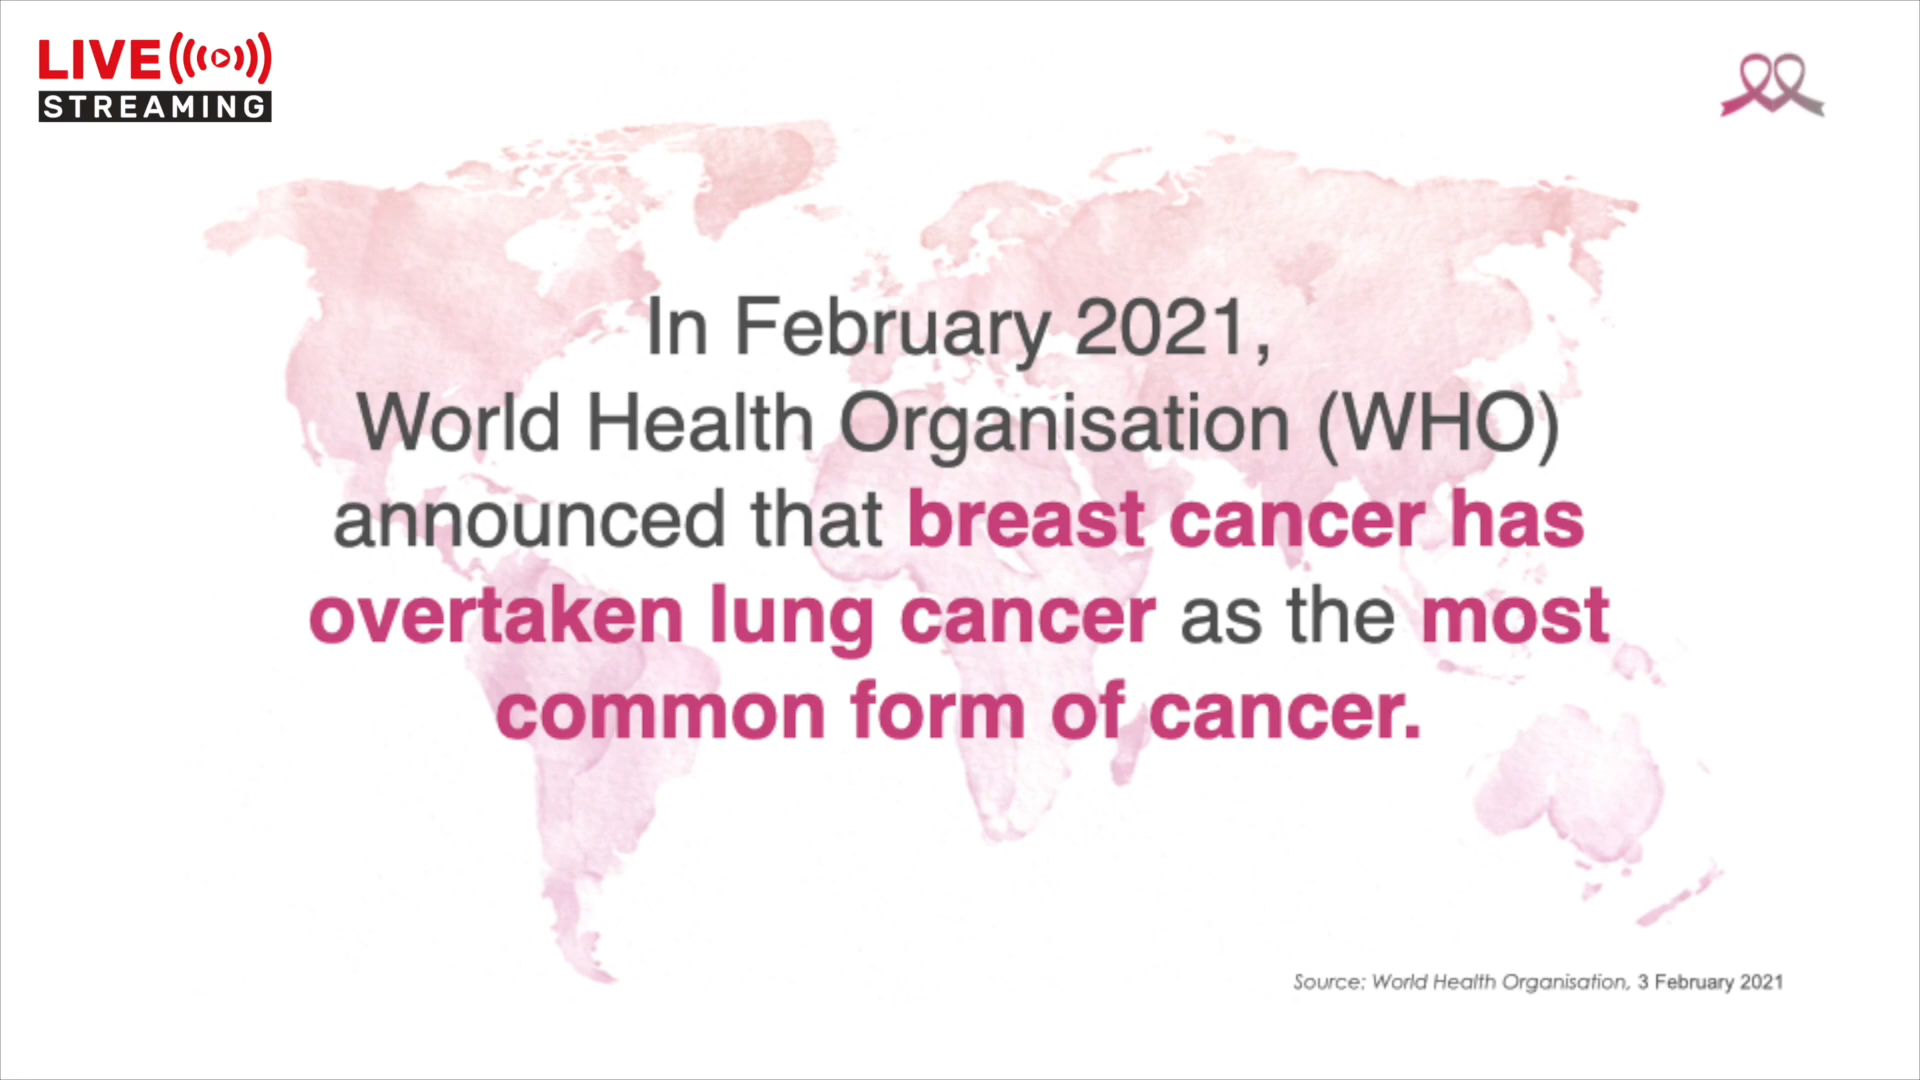 LIVE
STREAMING
In February 2021,
World Health Organisation (WHO)
announced that breast cancer has
overtaken lung cancer as the most
common form of cancer.
Source: World Health Organisation, 3 February 2021